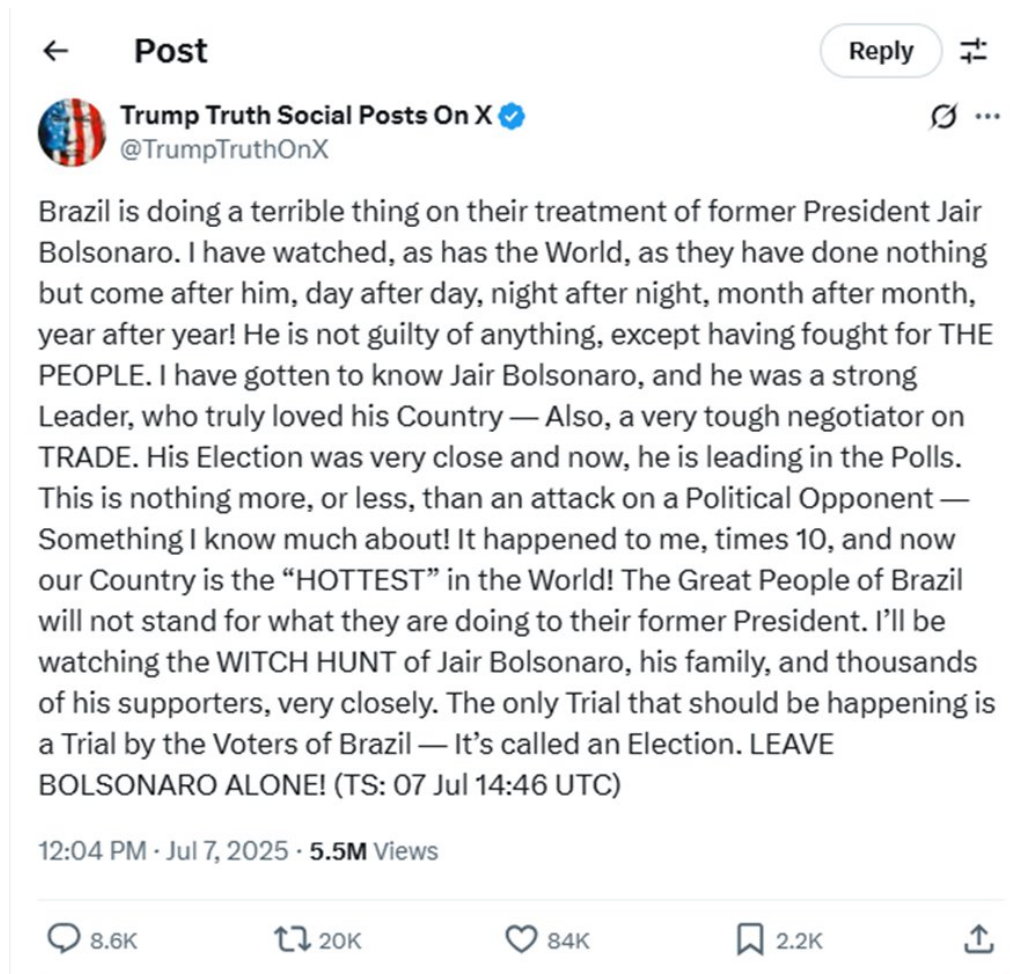 Post
Reply
Trump Truth Social Posts On X
@TrumpTruthOnX
Brazil is doing a terrible thing on their treatment of former President Jair
Bolsonaro. I have watched, as has the World, as they have done nothing
but come after him, day after day, night after night, month after month,
year after year! He is not guilty of anything, except having fought for THE
PEOPLE. I have gotten to know Jair Bolsonaro, and he was a strong
Leader, who truly loved his Country — Also, a very tough negotiator on
TRADE. His Election was very close and now, he is leading in the Polls.
This is nothing more, or less, than an attack on a Political Opponent —
Something I know much about! It happened to me, times 10, and now
our Country is the “HOTTEST” in the World! The Great People of Brazil
will not stand for what they are doing to their former President. I’ll be
watching the WITCH HUNT of Jair Bolsonaro, his family, and thousands
of his supporters, very closely. The only Trial that should be happening is
a Trial by the Voters of Brazil — It’s called an Election. LEAVE
BOLSONARO ALONE! (TS: 07 Jul 14:46 UTC)
12:04 PM · Jul 7, 2025 · 5.5M Views
8.6K 20K 84K 2.2K